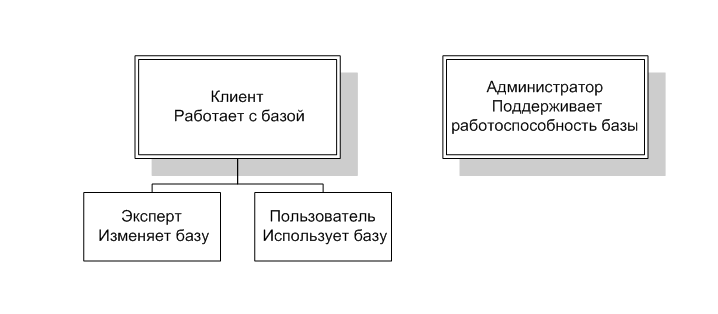 Клиент
Работает с базой
Администратор
Поддерживает
работоспособность базы
Эксперт
Изменяет базу
Пользователь
Использует базу